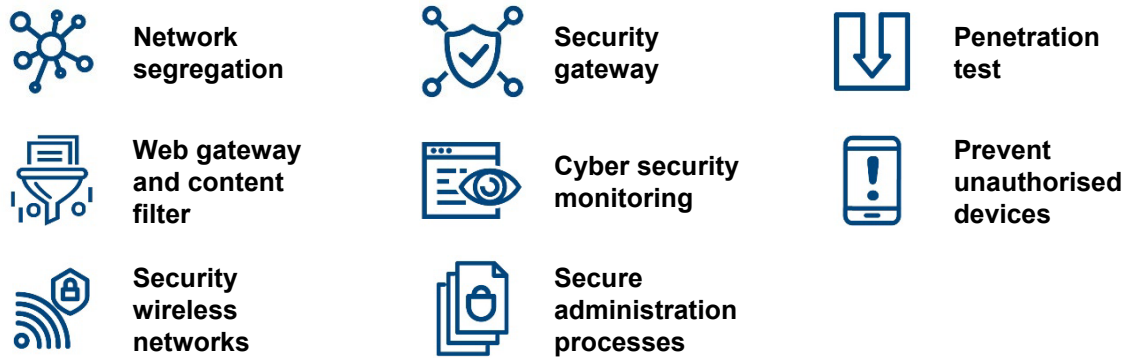 Network
segregation
Security
gateway
Penetration
test
Web gateway
and content
filter
Cyber security
monitoring
Prevent
unauthorised
devices
Security
wireless
networks
Secure
administration
processes